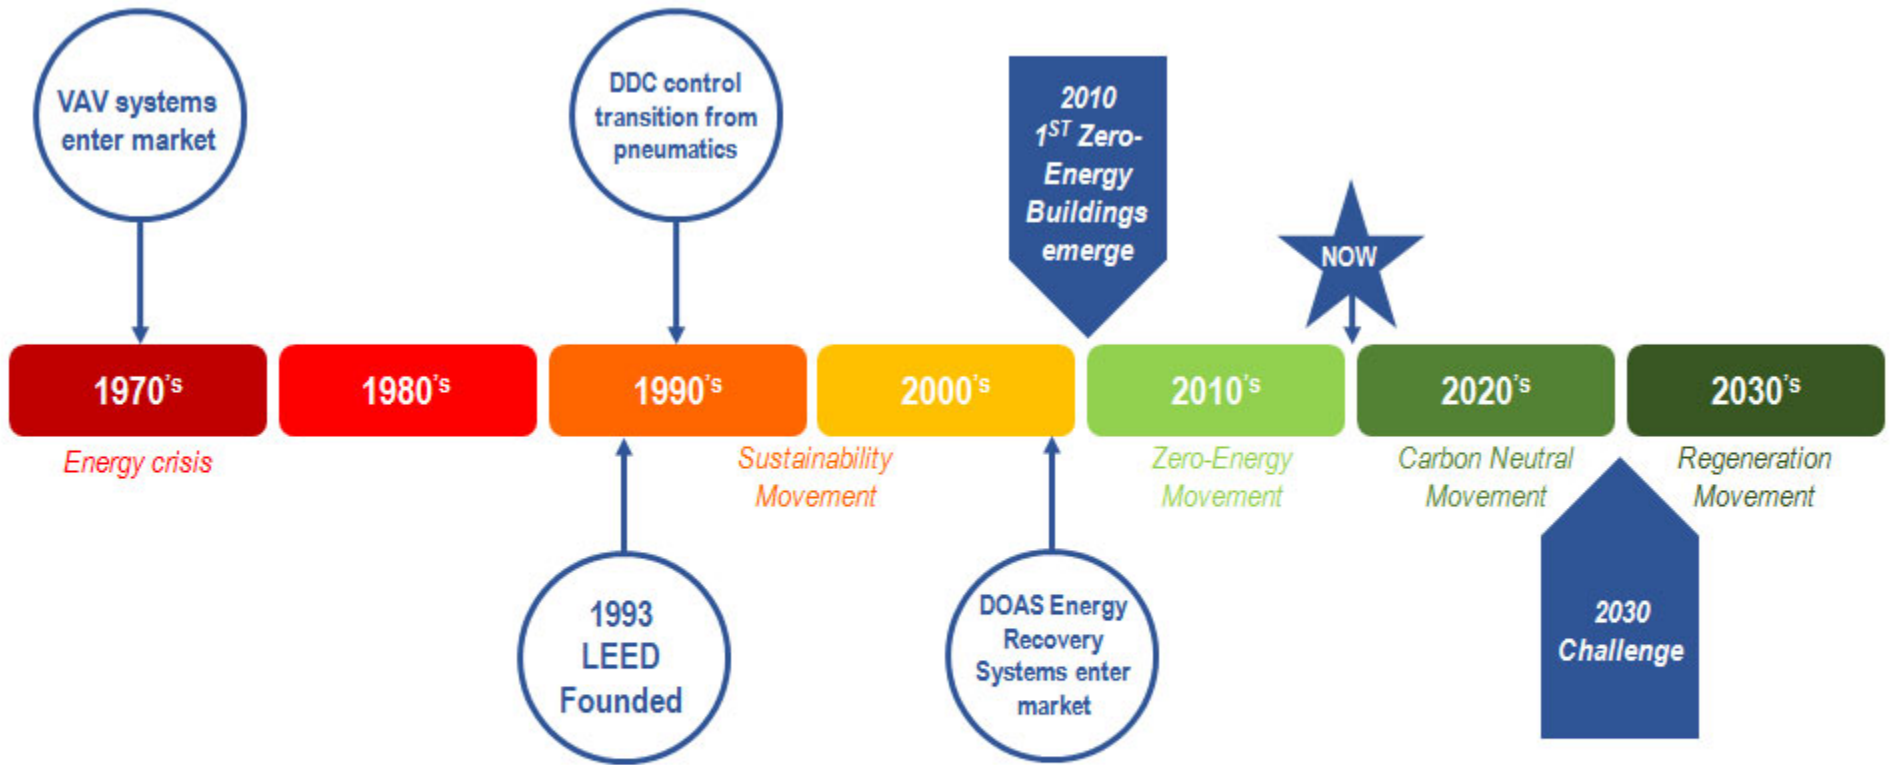 VAV systems
enter market
DDC control
transition from
pneumatics
2010
1ST Zero-
Energy
Buildings
emerge
NOW
1970's
1980's
1990's
2000's
2010's
2020's
2030's
Energy crisis
Sustainability
Movement
Zero-Energy
Movement
Carbon Neutral
Movement
Regeneration
Movement
1993
LEED
Founded
DOAS Energy
Recovery
Systems enter
market
2030
Challenge